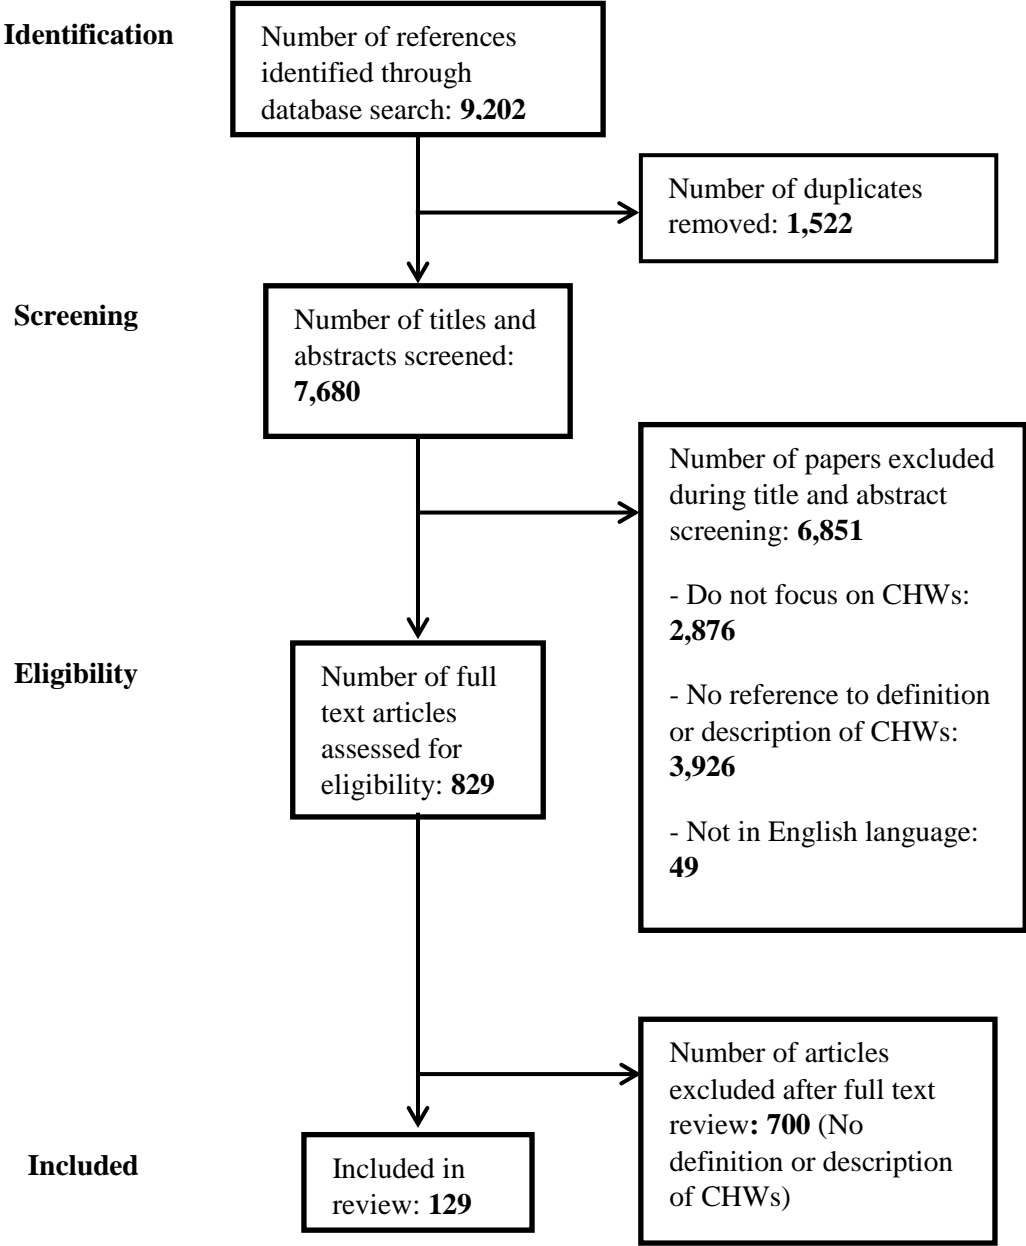 Identification
Number of references
identified through
database search: 9,202
Number of duplicates
removed: 1,522
Screening
Number of titles and
abstracts screened:
7,680
Number of papers excluded
during title and abstract
screening: 6,851
- Do not focus on CHWs:
2,876
- No reference to definition
or description of CHWs:
3,926
- Not in English language:
49
Eligibility
Number of full
text articles
assessed for
eligibility: 829
Number of articles
excluded after full text
review: 700 (No
definition or description
of CHWs)
Included
Included in
review: 129